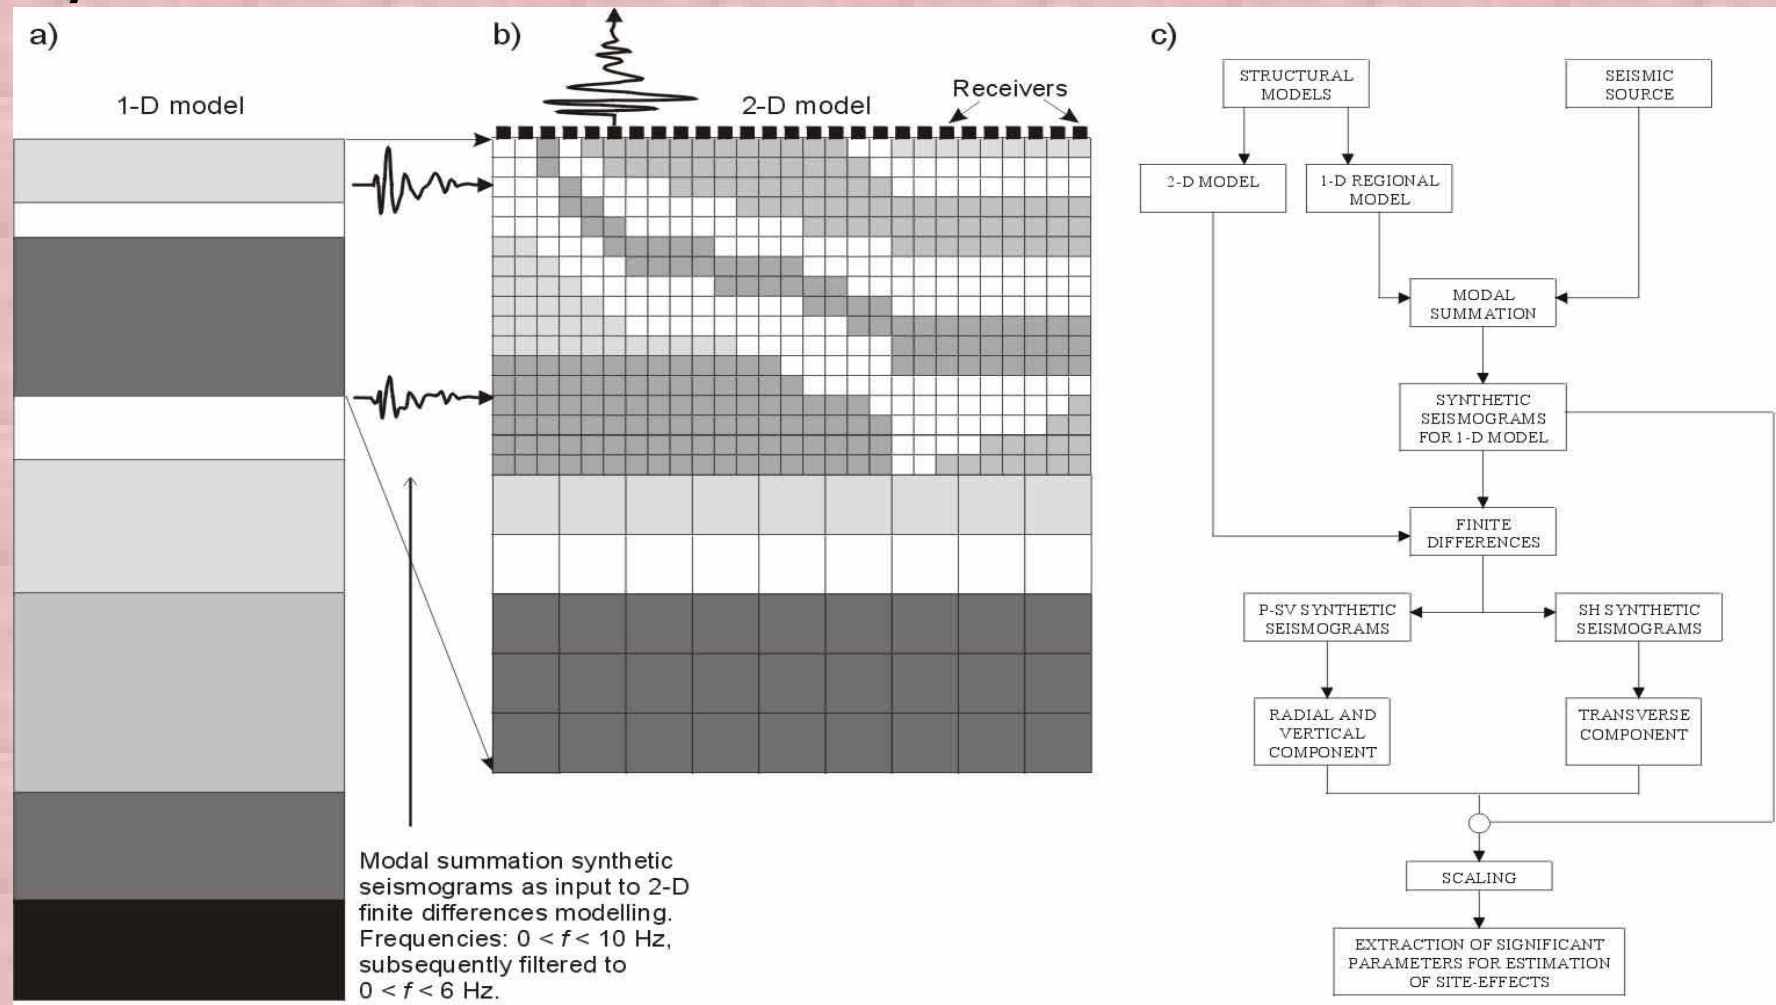 a)
1-D model
b)
2-D model
Receivers
Modal summation synthetic
seismograms as input to 2-D
finite differences modelling.
Frequencies: 0 < f < 10 Hz,
subsequently filtered to
0 < f < 6 Hz.
c)
STRUCTURAL
MODELS
SEISMIC
SOURCE
2-D MODEL
1-D REGIONAL
MODEL
MODAL
SUMMATION
SYNTHETIC
SEISMOGRAMS
FOR 1-D MODEL
FINITE
DIFFERENCES
P-SV SYNTHETIC
SEISMOGRAMS
SH SYNTHETIC
SEISMOGRAMS
RADIAL AND
VERTICAL
COMPONENT
TRANSVERSE
COMPONENT
SCALING
EXTRACTION OF SIGNIFICANT
PARAMETERS FOR ESTIMATION
OF SITE-EFFECTS